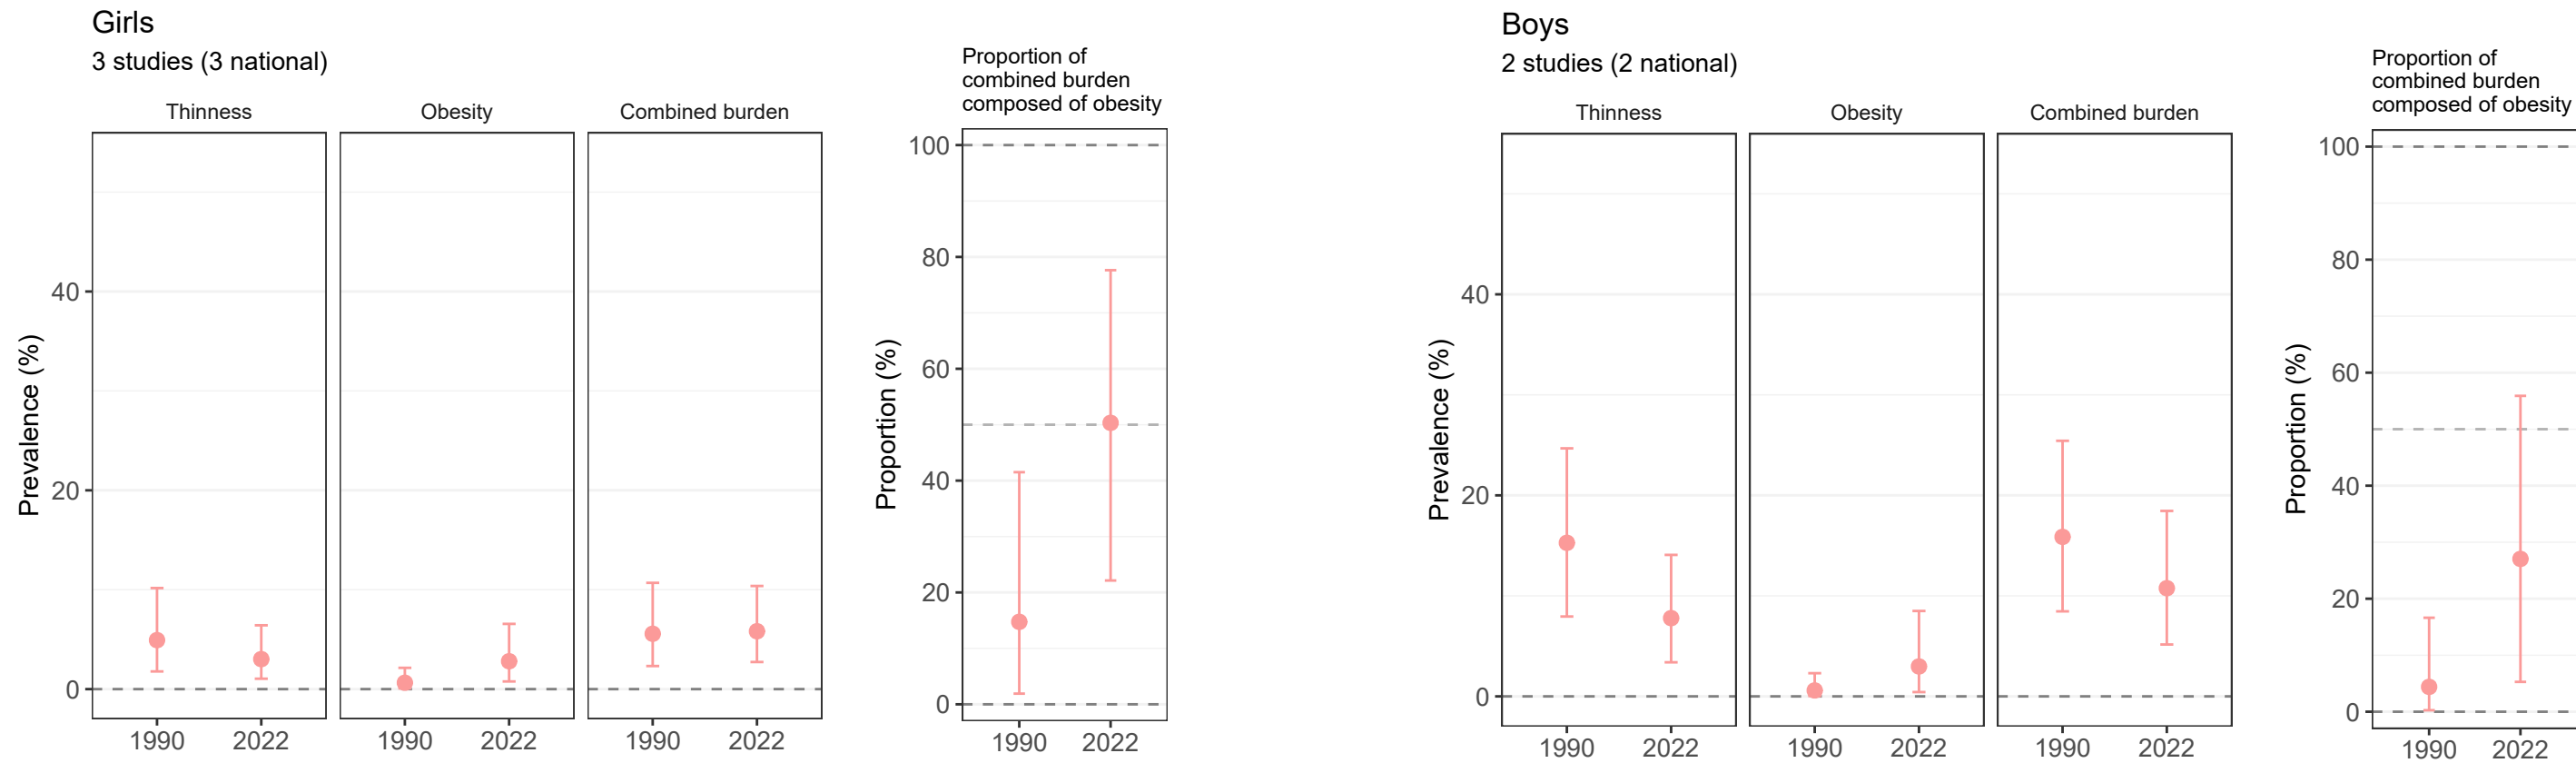 Girls
3 studies (3 national)
Thinness
Obesity
Combined burden
Prevalence (%)
40
20
0
1990 2022
1990 2022
1990 2022
Proportion of
combined burden
composed of obesity
Proportion (%)
100
80
60
40
20
0
1990 2022
Boys
2 studies (2 national)
Thinness
Obesity
Combined burden
Prevalence (%)
40
20
0
1990 2022
1990 2022
1990 2022
Proportion of
combined burden
composed of obesity
Proportion (%)
100
80
60
40
20
0
1990 2022